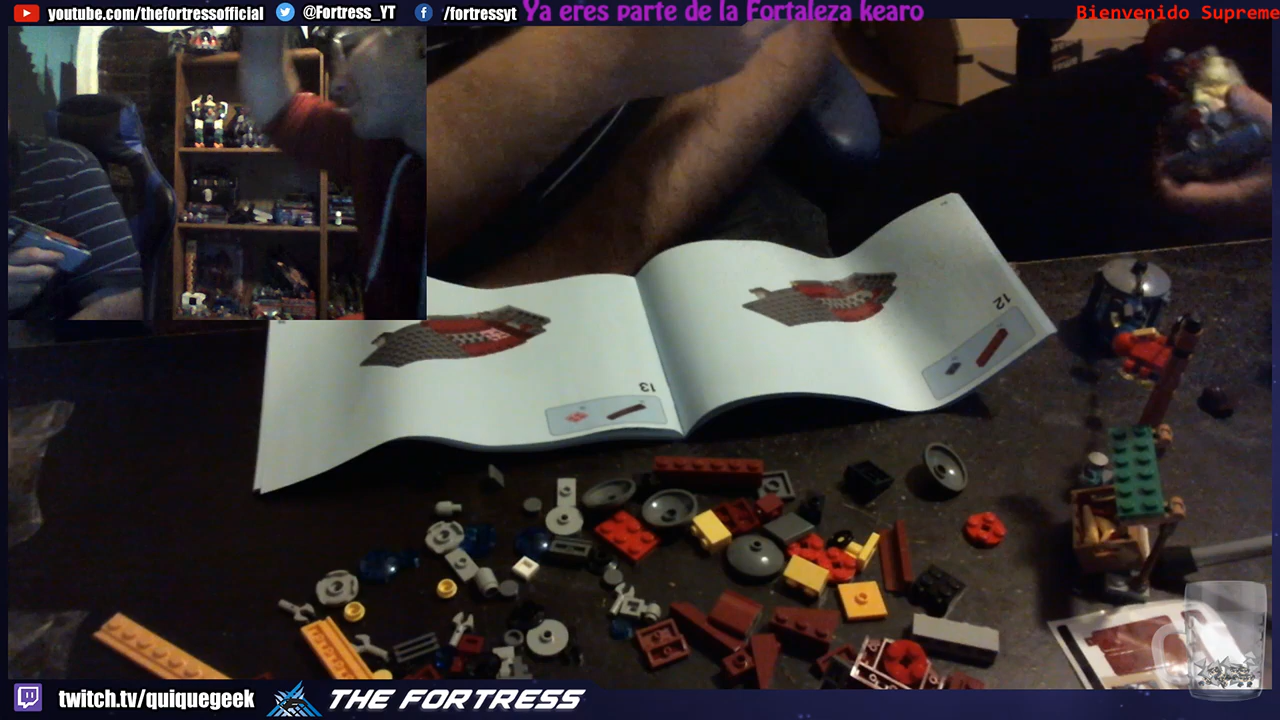 youtube.com/thefortressofficial @Fortress_YT /fortressyt Ya eres parte de la Fortaleza kearo Bienvenido Supreme
12
13
twitch.tv/quiquegeek THE FORTRESS